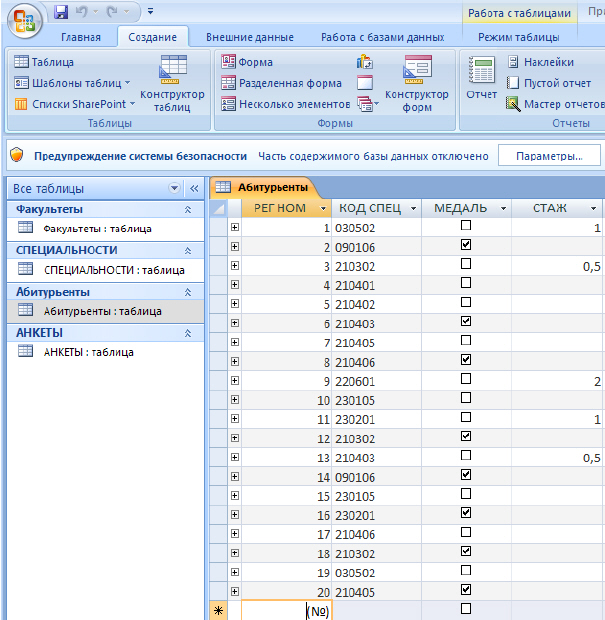 Работа с таблицами
При
Главная Создание Внешние данные Работа с базами данных Режим таблицы
Таблица
Шаблоны таблиц
Списки SharePoint
Конструктор таблиц
Таблицы
Форма
Разделенная форма
Несколько элементов
Конструктор форм
Формы
Отчет
Наклейки
Пустой отчет
Мастер отчетов
Отчеты
Предупреждение системы безопасности Часть содержимого базы данных отключено Параметры...
Все таблицы
Факультеты
Факультеты : таблица
СПЕЦИАЛЬНОСТИ
СПЕЦИАЛЬНОСТИ : таблица
Абитурьенты
Абитурьенты : таблица
АНКЕТЫ
АНКЕТЫ : таблица
Абитурьенты
РЕГ НОМ КОД СПЕЦ МЕДАЛЬ СТАЖ
1 030502 1
2 090106
3 210302 0,5
4 210401
5 210402
6 210403
7 210405
8 210406
9 220601 2
10 230105
11 230201 1
12 210302
13 210403 0,5
14 090106
15 230105
16 230201
17 210406
18 210302
19 030502
20 210405
(№)